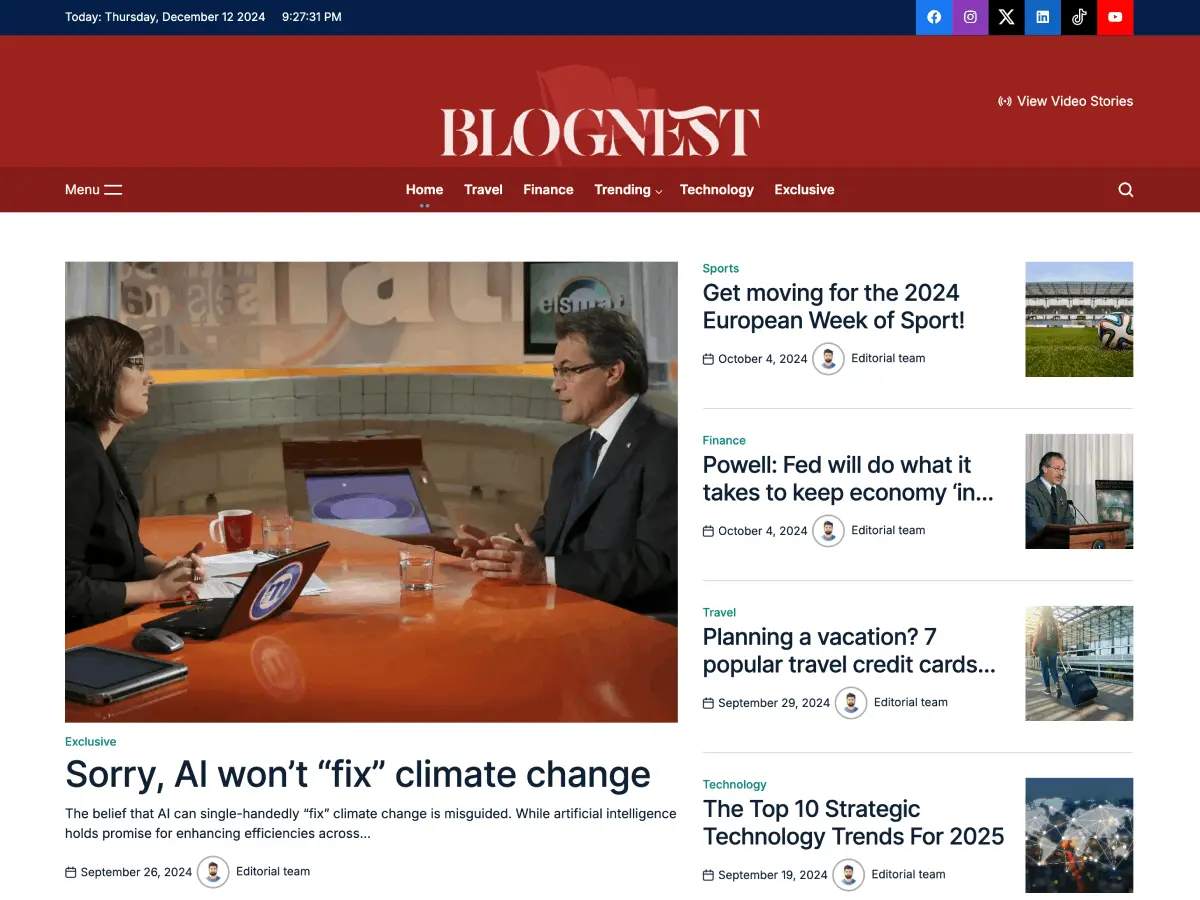 Today: Thursday, December 12 2024 9:27:31 PM
BLOGNEST
View Video Stories
Menu
Home Travel Finance Trending Technology Exclusive
elsmat
Exclusive
Sorry, AI won’t “fix” climate change
The belief that AI can single-handedly “fix” climate change is misguided. While artificial intelligence
holds promise for enhancing efficiencies across...
September 26, 2024 Editorial team
Sports
Get moving for the 2024
European Week of Sport!
October 4, 2024 Editorial team
Finance
Powell: Fed will do what it
takes to keep economy ‘in...
October 4, 2024 Editorial team
Travel
Planning a vacation? 7
popular travel credit cards...
September 29, 2024 Editorial team
Technology
The Top 10 Strategic
Technology Trends For 2025
September 19, 2024 Editorial team